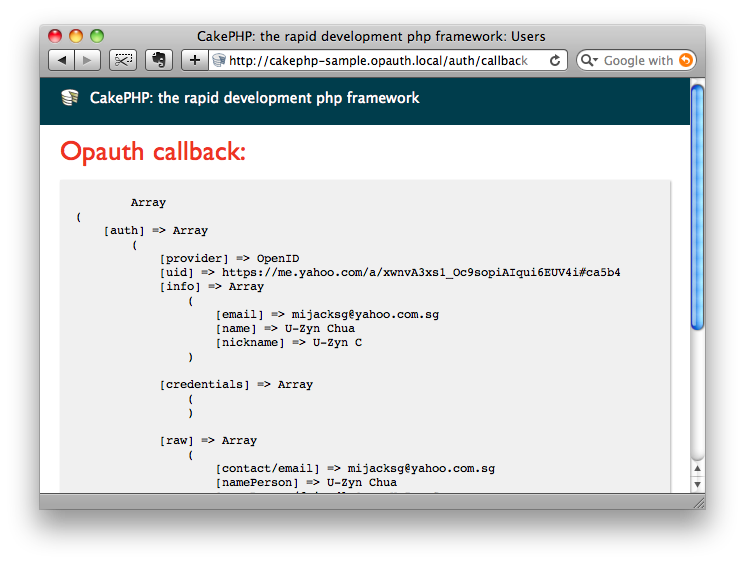 CakePHP: the rapid development php framework: Users
http://cakephp-sample.opauth.local/auth/callback
Google with
CakePHP: the rapid development php framework
Opauth callback:
Array
(
[auth] => Array
(
[provider] => OpenID
[uid] => https://me.yahoo.com/a/xwnvA3xs1_Oc9sopiAIqui6EUV4i#ca5b4
[info] => Array
(
[email] => mijacksg@yahoo.com.sg
[name] => U-Zyn Chua
[nickname] => U-Zyn C
)
[credentials] => Array
(
)
[raw] => Array
(
[contact/email] => mijacksg@yahoo.com.sg
[namePerson] => U-Zyn Chua